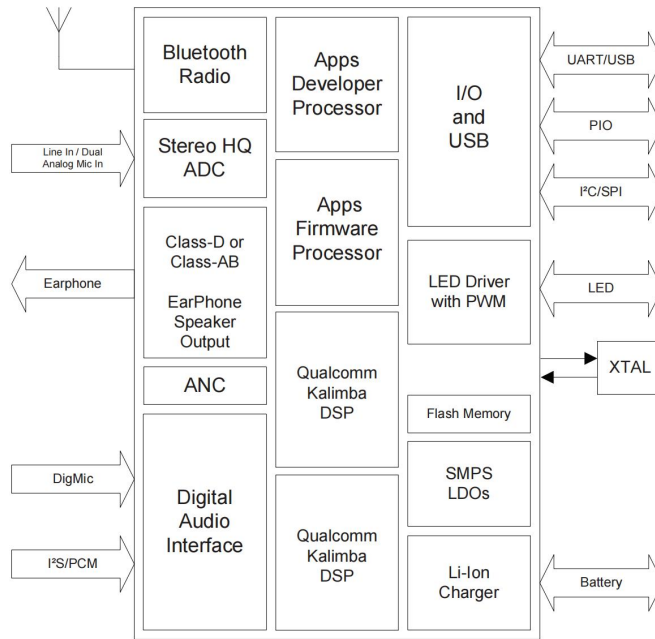 Bluetooth
Radio
Apps
Developer
Processor
I/O
and
USB
UART/USB
PIO
I²C/SPI
Line In / Dual
Analog Mic In
Stereo HQ
ADC
Apps
Firmware
Processor
Earphone
Class-D or
Class-AB
EarPhone
Speaker
Output
LED Driver
with PWM
LED
ANC
Qualcomm
Kalimba
DSP
XTAL
Flash Memory
DigMic
I²S/PCM
Digital
Audio
Interface
Qualcomm
Kalimba
DSP
SMPS
LDOs
Li-Ion
Charger
Battery